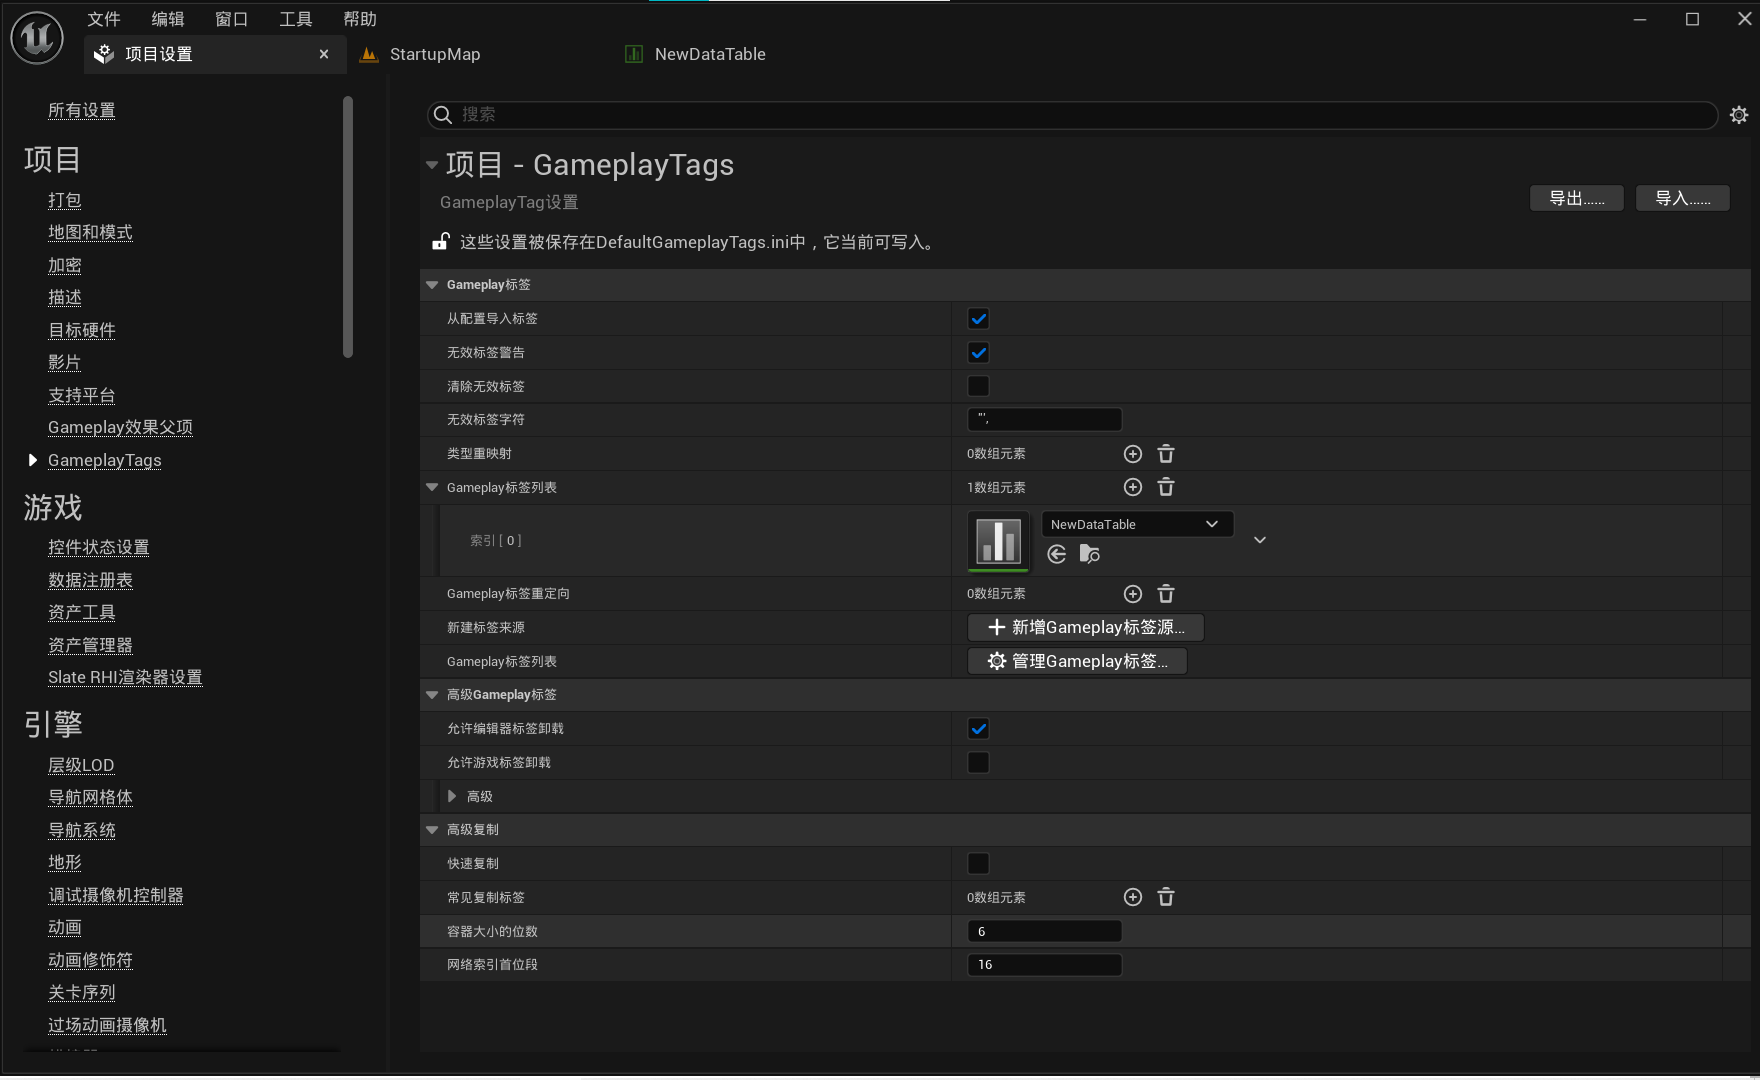 文件 编辑 窗口 工具 帮助
项目设置
StartupMap
NewDataTable
所有设置
项目
打包
地图和模式
加密
描述
目标硬件
影片
支持平台
Gameplay效果父项
GameplayTags
游戏
控件状态设置
数据注册表
资产工具
资产管理器
Slate RHI渲染器设置
引擎
层级LOD
导航网格体
导航系统
地形
调试摄像机控制器
动画
动画修饰符
关卡序列
过场动画摄像机
搜索
项目 - GameplayTags
GameplayTag设置
导出......
导入......
这些设置被保存在DefaultGameplayTags.ini中，它当前可写入。
Gameplay标签
从配置导入标签
无效标签警告
清除无效标签
无效标签字符 "',
类型重映射 0数组元素
Gameplay标签列表 1数组元素
索引 [ 0 ] NewDataTable
Gameplay标签重定向 0数组元素
新建标签来源 新增Gameplay标签源...
Gameplay标签列表 管理Gameplay标签...
高级Gameplay标签
允许编辑器标签卸载
允许游戏标签卸载
高级
高级复制
快速复制
常见复制标签 0数组元素
容器大小的位数 6
网络索引首位段 16